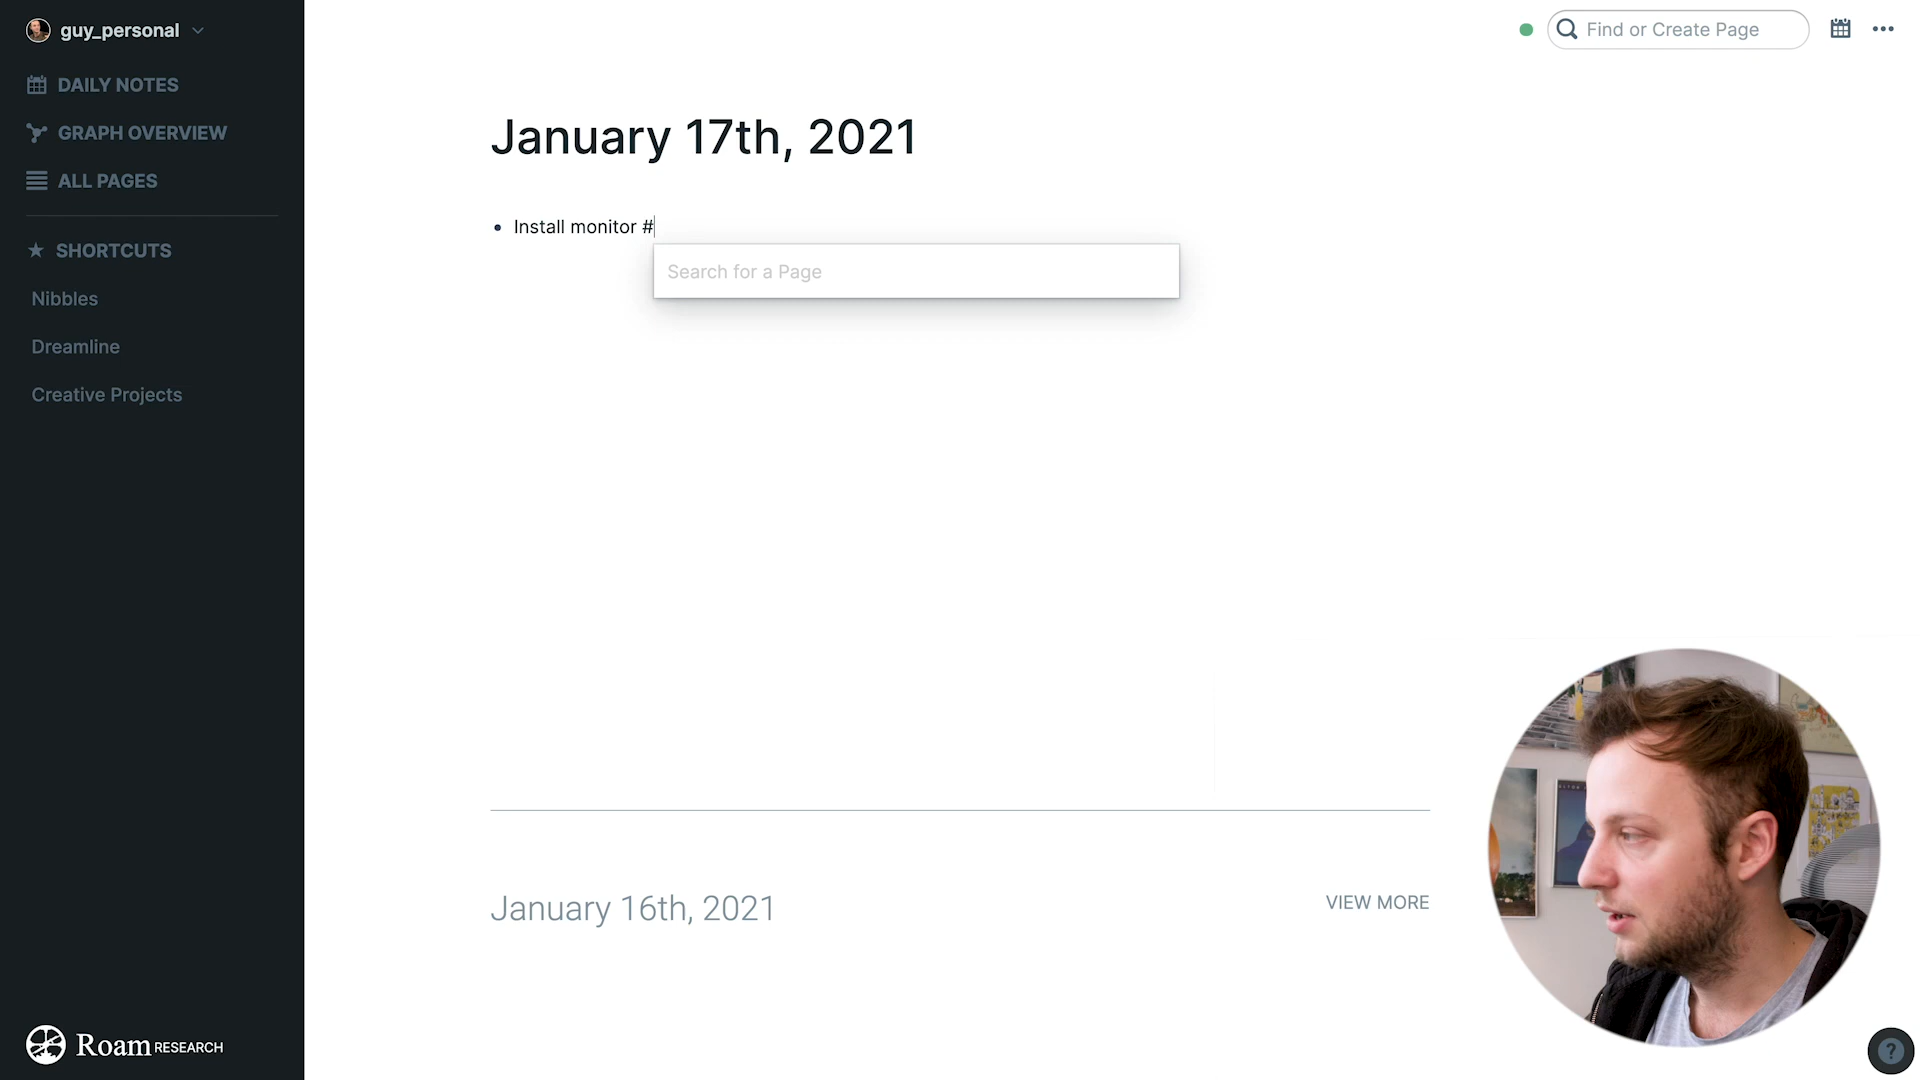 guy_personal
DAILY NOTES
GRAPH OVERVIEW
ALL PAGES
SHORTCUTS
Nibbles
Dreamline
Creative Projects
Roam RESEARCH
Find or Create Page
January 17th, 2021
Install monitor #
Search for a Page
January 16th, 2021
VIEW MORE
?